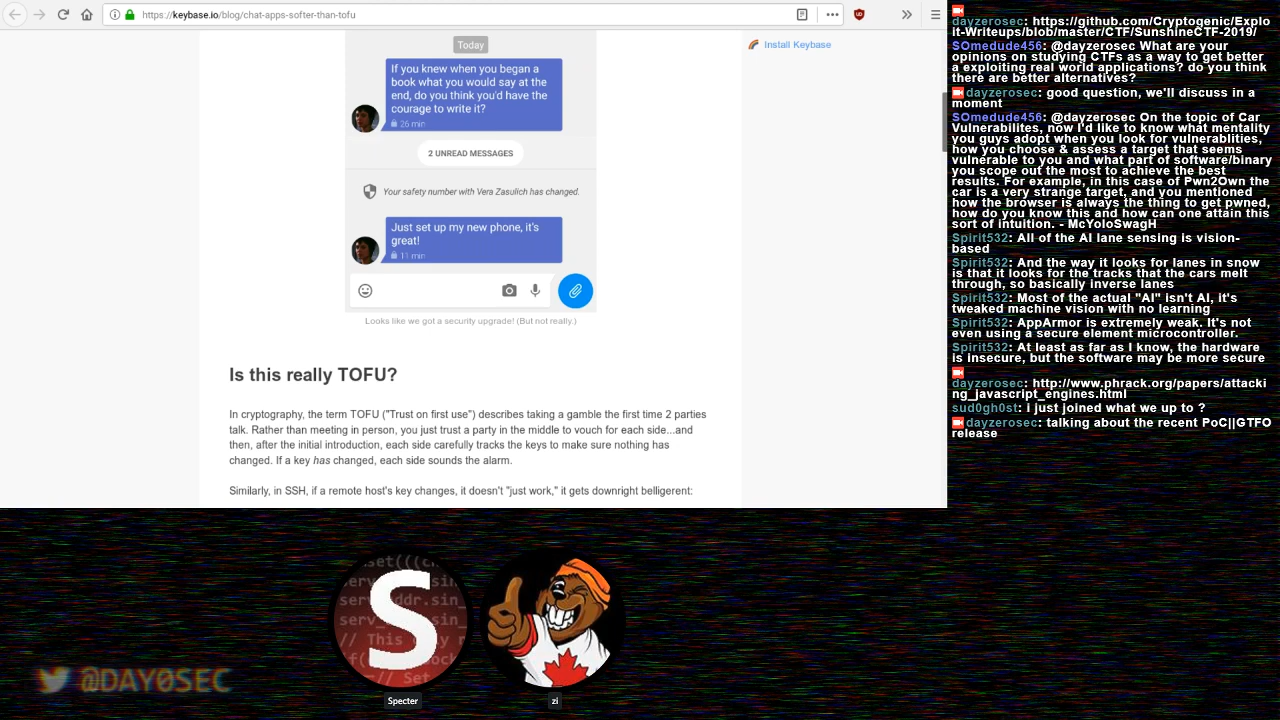 https://keybase.io/blog/chat-apps-softer-than-tofu
Install Keybase
Today
If you knew when you began a
book what you would say at the
end, do you think you'd have the
courage to write it?
26 min
2 UNREAD MESSAGES
Your safety number with Vera Zasulich has changed.
Just set up my new phone, it's
great!
11 min
Looks like we got a security upgrade! (But not really.)
Is this really TOFU?
In cryptography, the term TOFU ("Trust on first use") describes taking a gamble the first time 2 parties
talk. Rather than meeting in person, you just trust a party in the middle to vouch for each side...and
then, after the initial introduction, each side carefully tracks the keys to make sure nothing has
changed. If a key has changed, each side sounds the alarm.
Similarly, in SSH, if a remote host's key changes, it doesn't "just work," it gets downright belligerent:
dayzerosec: https://github.com/Cryptogenic/Explo
it-Writeups/blob/master/CTF/SunshineCTF-2019/
SOmedude456: @dayzerosec What are your
opinions on studying CTFs as a way to get better
a exploiting real world applications? do you think
there are better alternatives?
dayzerosec: good question, we'll discuss in a
moment
SOmedude456: @dayzerosec On the topic of Car
Vulnerabilites, now I'd like to know what mentality
you guys adopt when you look for vulnerabilities,
how you choose & assess a target that seems
vulnerable to you and what part of software/binary
you scope out the most to achieve the best
results. For example, in this case of Pwn2Own the
car is a very strange target, and you mentioned
how the browser is always the thing to get pwned,
how do you know this and how can one attain this
sort of intuition. - McYoloSwagH
Spirit532: All of the AI lane sensing is vision-
based
Spirit532: And the way it looks for lanes in snow
is that it looks for the tracks that the cars melt
through, so basically inverse lanes
Spirit532: Most of the actual "AI" isn't AI, it's
tweaked machine vision with no learning
Spirit532: AppArmor is extremely weak. It's not
even using a secure element microcontroller.
Spirit532: At least as far as I know, the hardware
is insecure, but the software may be more secure
dayzerosec: http://www.phrack.org/papers/attacki
ng_javascript_engines.html
sud0gh0st: i just joined what we up to ?
dayzerosec: talking about the recent PoC||GTFO
release
S
@DAY0SEC
Specter
zi